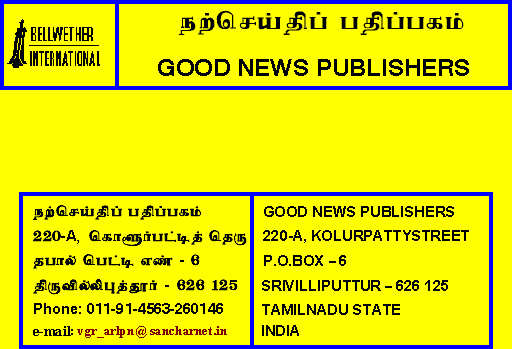 BELLWETHER
INTERNATIONAL
நற்செய்திப் பதிப்பகம்
GOOD NEWS PUBLISHERS
நற்செய்திப் பதிப்பகம்
220-A, கொளூர்பட்டித் தெரு
தபால் பெட்டி எண் - 6
திருவில்லிபுத்தூர் - 626 125
Phone: 011-91-4563-260146
e-mail: vgr_arlpn@sancharnet.in
GOOD NEWS PUBLISHERS
220-A, KOLURPATTYSTREET
P.O.BOX – 6
SRIVILLIPUTTUR – 626 125
TAMILNADU STATE
INDIA